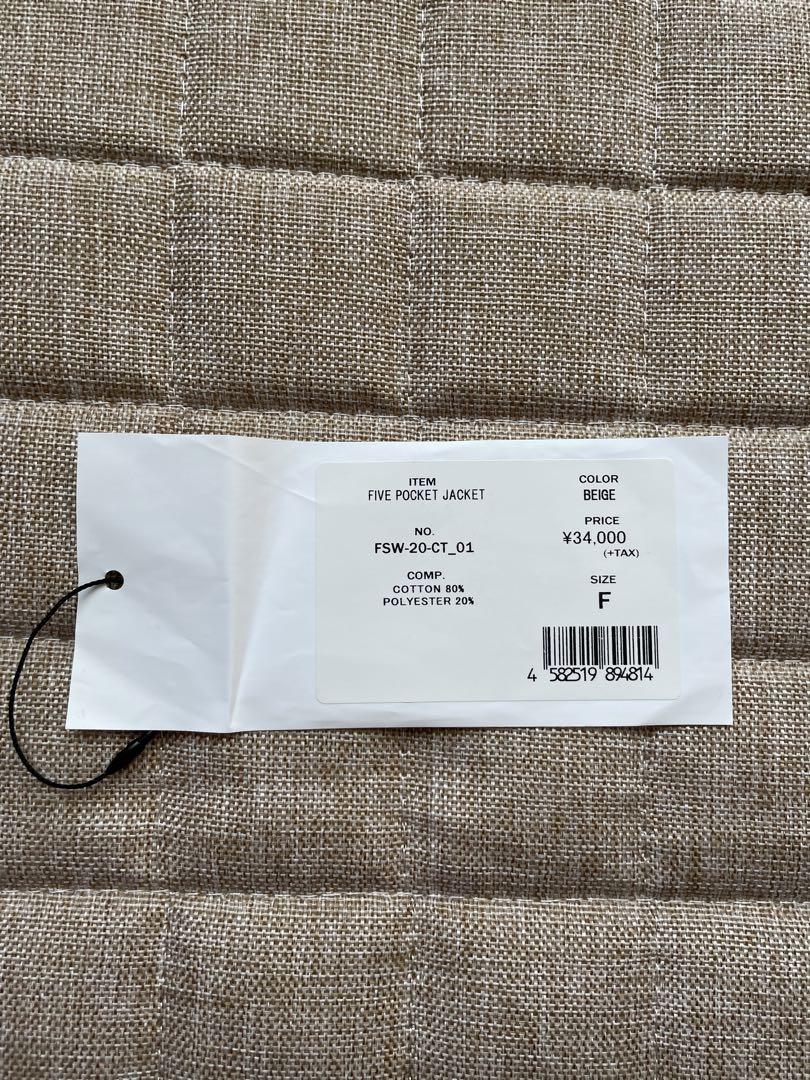 ITEM
FIVE POCKET JACKET
NO.
FSW-20-CT_01
COMP.
COTTON 80%
POLYESTER 20%
COLOR
BEIGE
PRICE
¥34,000
(+TAX)
SIZE
F
4 582519 894814